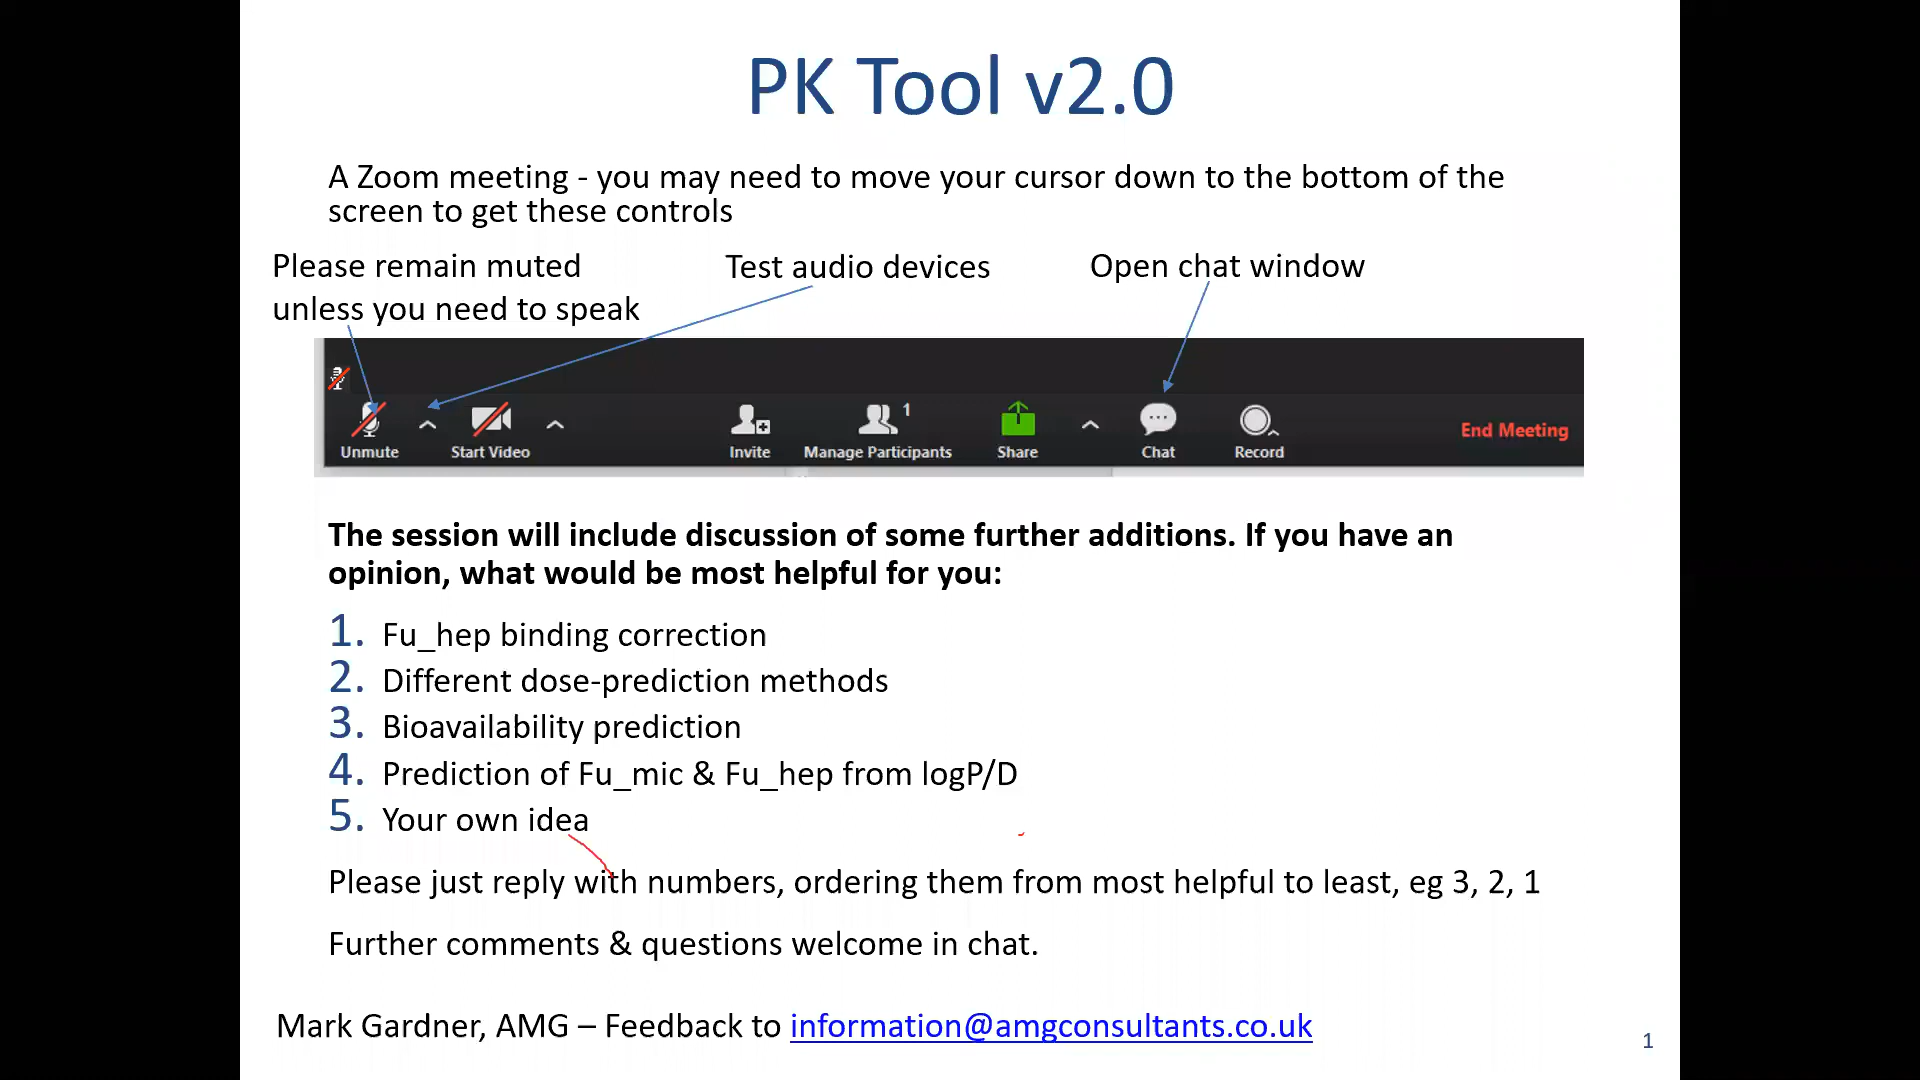 PK Tool v2.0
A Zoom meeting - you may need to move your cursor down to the bottom of the
screen to get these controls
Please remain muted
unless you need to speak
Test audio devices
Open chat window
1
Unmute
Start Video
Invite
Manage Participants
Share
Chat
Record
End Meeting
The session will include discussion of some further additions. If you have an
opinion, what would be most helpful for you:
1. Fu_hep binding correction
2. Different dose-prediction methods
3. Bioavailability prediction
4. Prediction of Fu_mic & Fu_hep from logP/D
5. Your own idea
Please just reply with numbers, ordering them from most helpful to least, eg 3, 2, 1
Further comments & questions welcome in chat.
Mark Gardner, AMG – Feedback to information@amgconsultants.co.uk
1